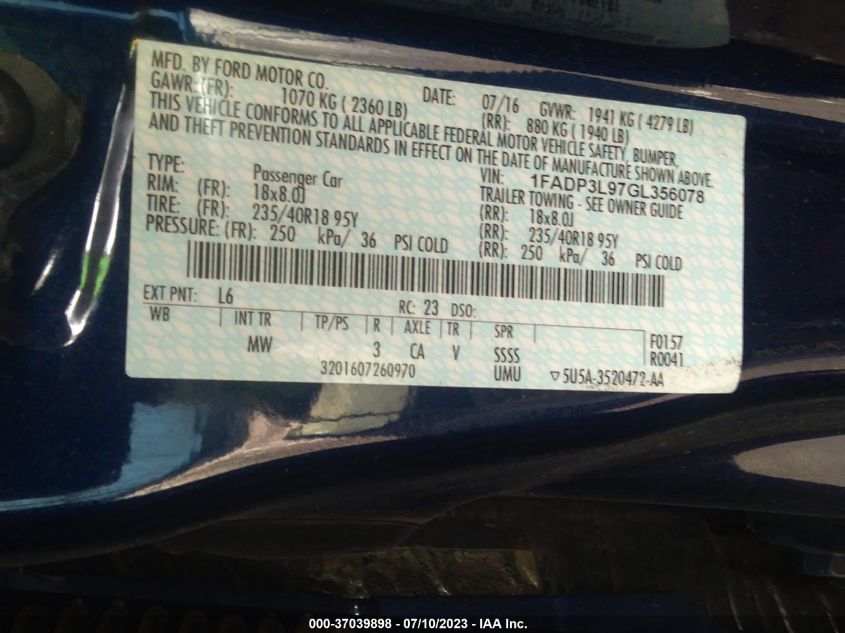 MFD. BY FORD MOTOR CO.
DATE: 07/16 GVWR: 1941 KG ( 4279 LB)
GAWR: (FR): 1070 KG ( 2360 LB) (RR): 880 KG ( 1940 LB)
THIS VEHICLE CONFORMS TO ALL APPLICABLE FEDERAL MOTOR VEHICLE SAFETY, BUMPER,
AND THEFT PREVENTION STANDARDS IN EFFECT ON THE DATE OF MANUFACTURE SHOWN ABOVE.
VIN: 1FADP3L97GL356078
TYPE: Passenger Car TRAILER TOWING - SEE OWNER GUIDE
RIM: (FR): 18x8.0J (RR): 18x8.0J
TIRE: (FR): 235/40R18 95Y (RR): 235/40R18 95Y
PRESSURE: (FR): 250 kPa/ 36 PSI COLD (RR): 250 kPa/ 36 PSI COLD
EXT PNT: L6 RC: 23 DSO:
WB INT TR TP/PS R AXLE TR SPR F0157
MW 3 CA V SSSS R0041
3201607260970 UMU ▽5U5A-3520472-AA
000-37039898 - 07/10/2023 - IAA Inc.